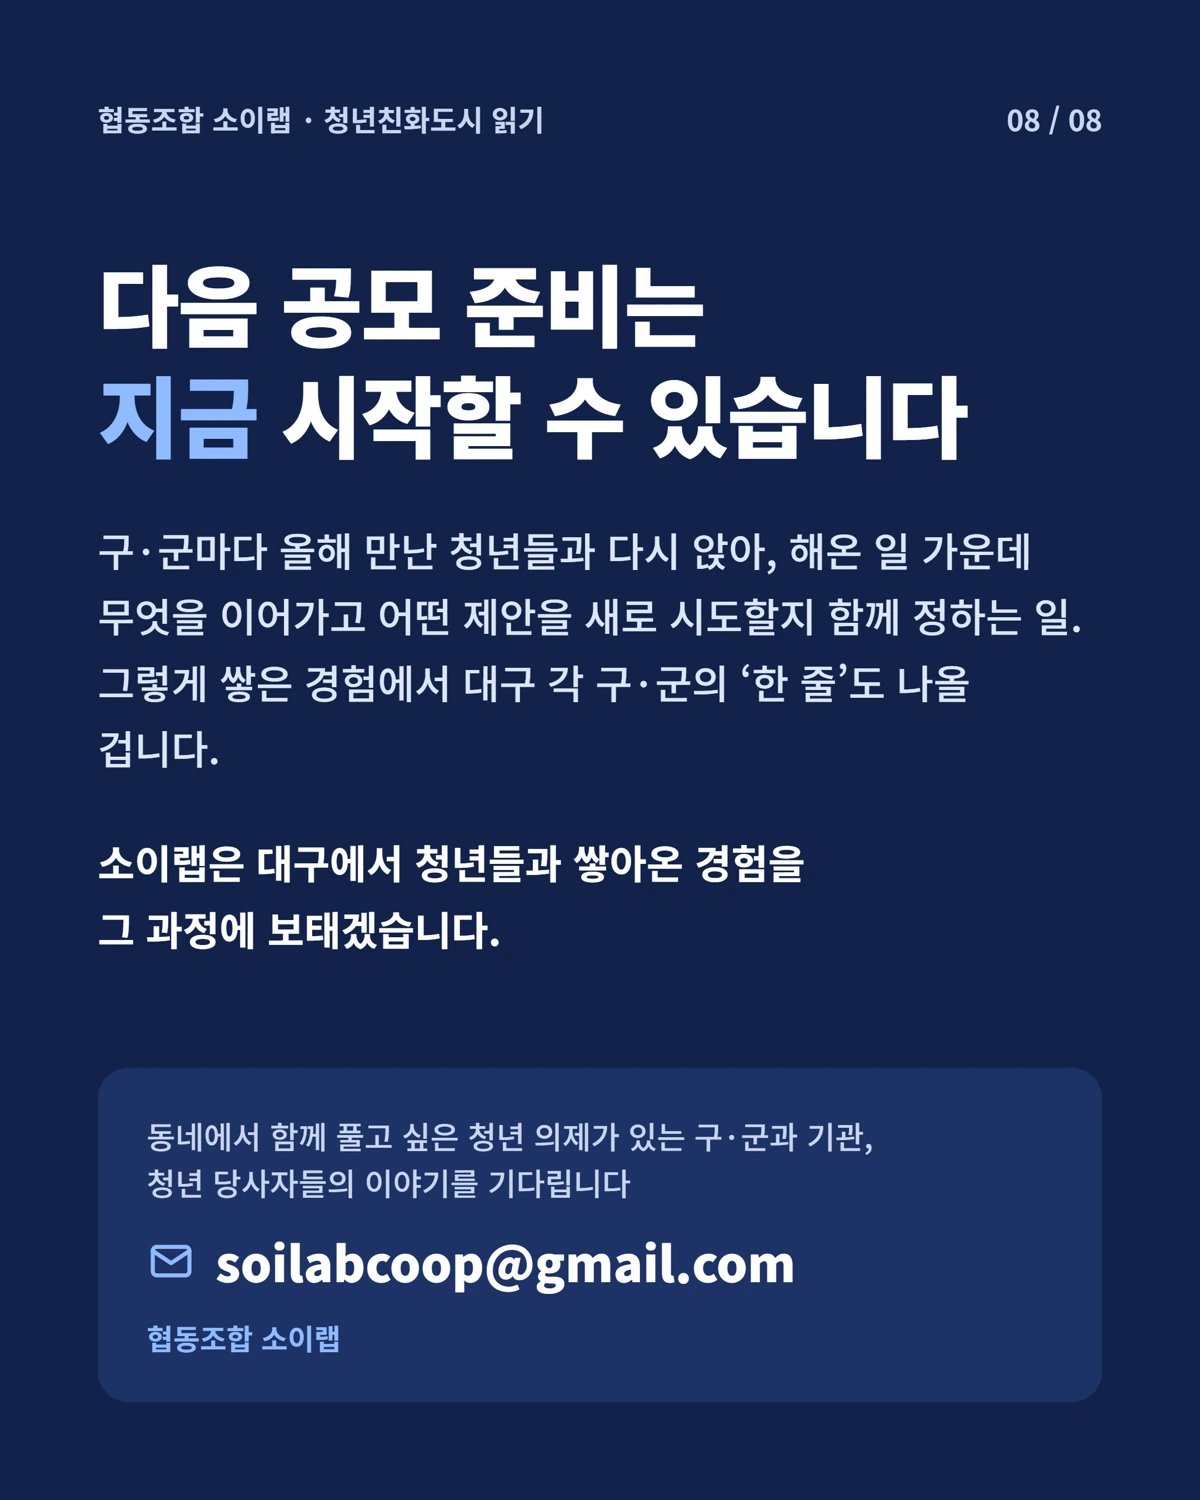 협동조합 소이랩 · 청년친화도시 읽기
08 / 08
다음 공모 준비는
지금 시작할 수 있습니다
구·군마다 올해 만난 청년들과 다시 앉아, 해온 일 가운데
무엇을 이어가고 어떤 제안을 새로 시도할지 함께 정하는 일.
그렇게 쌓은 경험에서 대구 각 구·군의 ‘한 줄’도 나올
겁니다.
소이랩은 대구에서 청년들과 쌓아온 경험을
그 과정에 보태겠습니다.
동네에서 함께 풀고 싶은 청년 의제가 있는 구·군과 기관,
청년 당사자들의 이야기를 기다립니다
soilabcoop@gmail.com
협동조합 소이랩